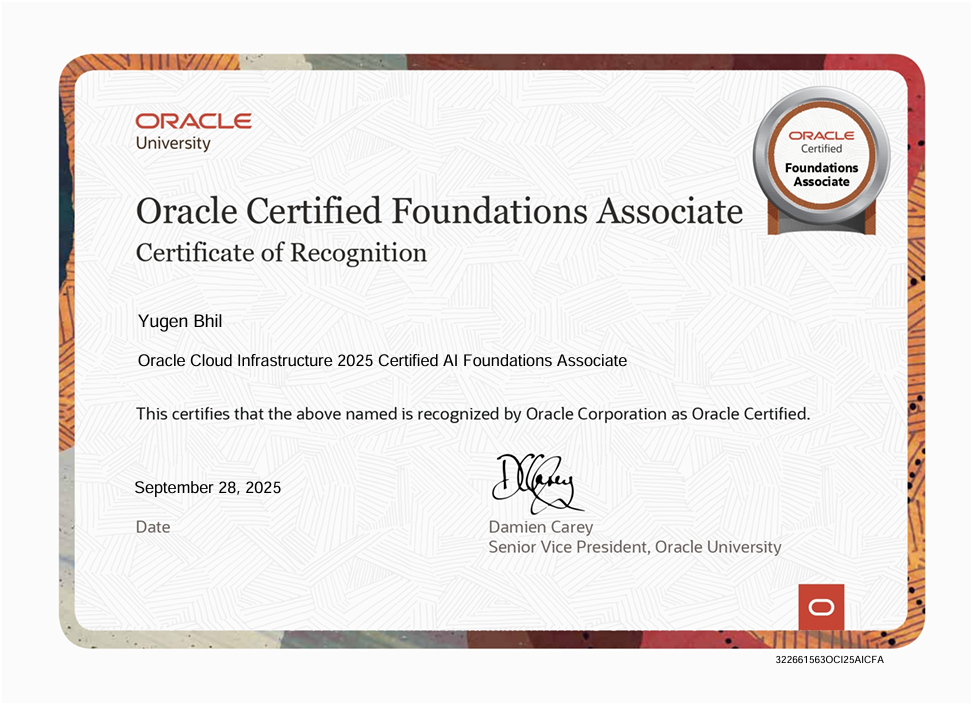 ORACLE
University
ORACLE
Certified
Foundations
Associate
Oracle Certified Foundations Associate
Certificate of Recognition
Yugen Bhil
Oracle Cloud Infrastructure 2025 Certified AI Foundations Associate
This certifies that the above named is recognized by Oracle Corporation as Oracle Certified.
September 28, 2025
Date
DCarey
Damien Carey
Senior Vice President, Oracle University
322661563OCI25AICFA